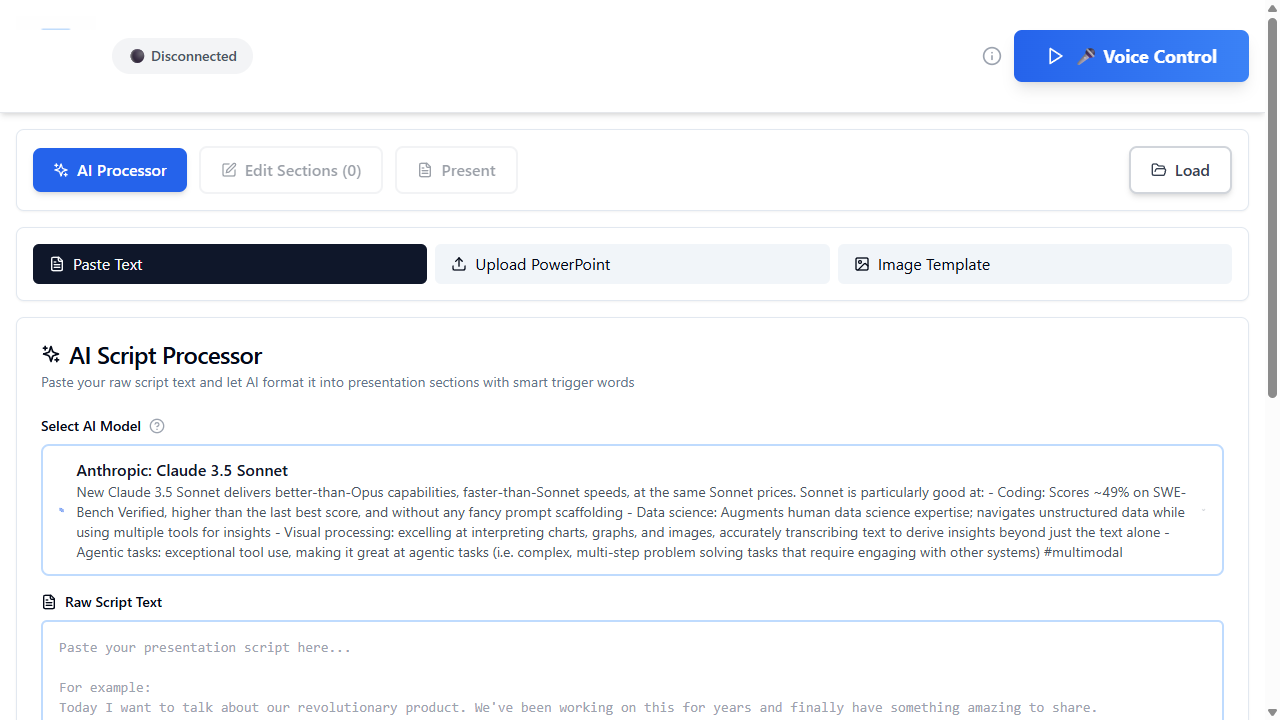 Disconnected
Voice Control
AI Processor
Edit Sections (0)
Present
Load
Paste Text
Upload PowerPoint
Image Template
AI Script Processor
Paste your raw script text and let AI format it into presentation sections with smart trigger words
Select AI Model
Anthropic: Claude 3.5 Sonnet
New Claude 3.5 Sonnet delivers better-than-Opus capabilities, faster-than-Sonnet speeds, at the same Sonnet prices. Sonnet is particularly good at: - Coding: Scores ~49% on SWE-
Bench Verified, higher than the last best score, and without any fancy prompt scaffolding - Data science: Augments human data science expertise; navigates unstructured data while
using multiple tools for insights - Visual processing: excelling at interpreting charts, graphs, and images, accurately transcribing text to derive insights beyond just the text alone -
Agentic tasks: exceptional tool use, making it great at agentic tasks (i.e. complex, multi-step problem solving tasks that require engaging with other systems) #multimodal
Raw Script Text
Paste your presentation script here...
For example:
Today I want to talk about our revolutionary product. We've been working on this for years and finally have something amazing to share.